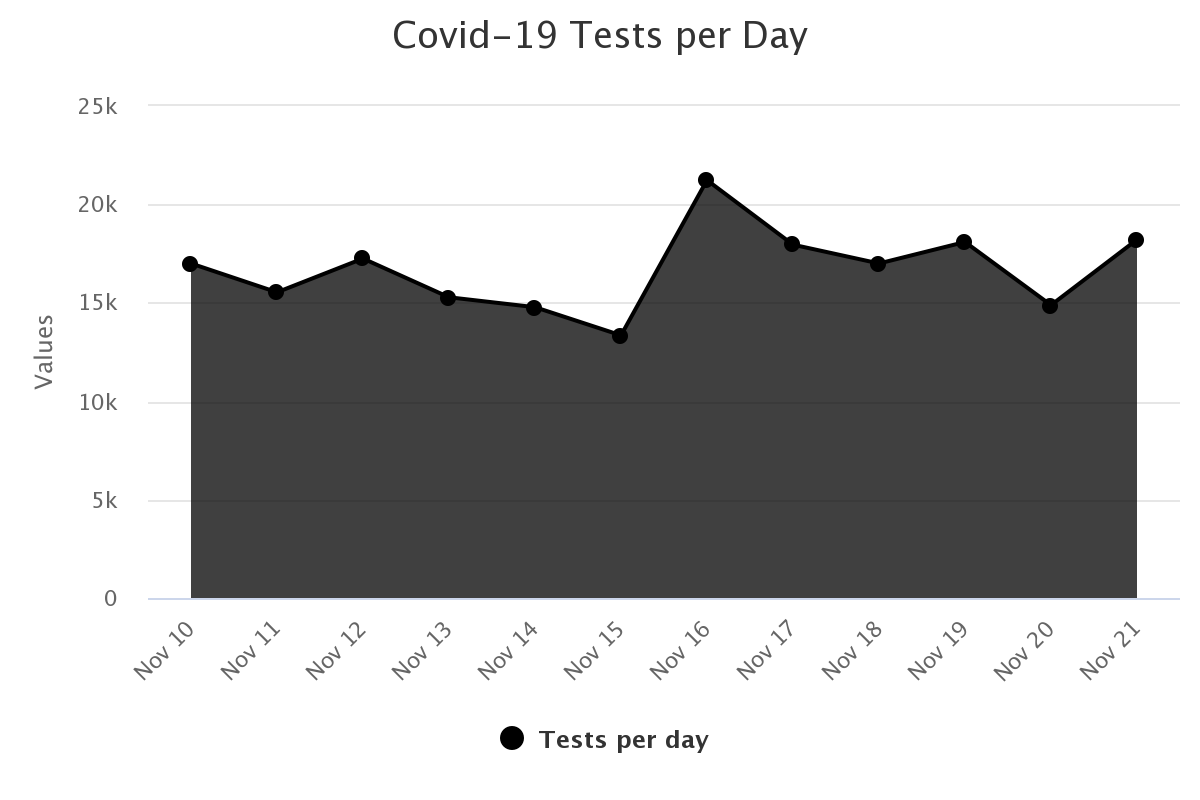 Covid–19 Tests per Day
25k
20k
15k
10k
5k
0
Values
Nov 10
Nov 11
Nov 12
Nov 13
Nov 14
Nov 15
Nov 16
Nov 17
Nov 18
Nov 19
Nov 20
Nov 21
Tests per day